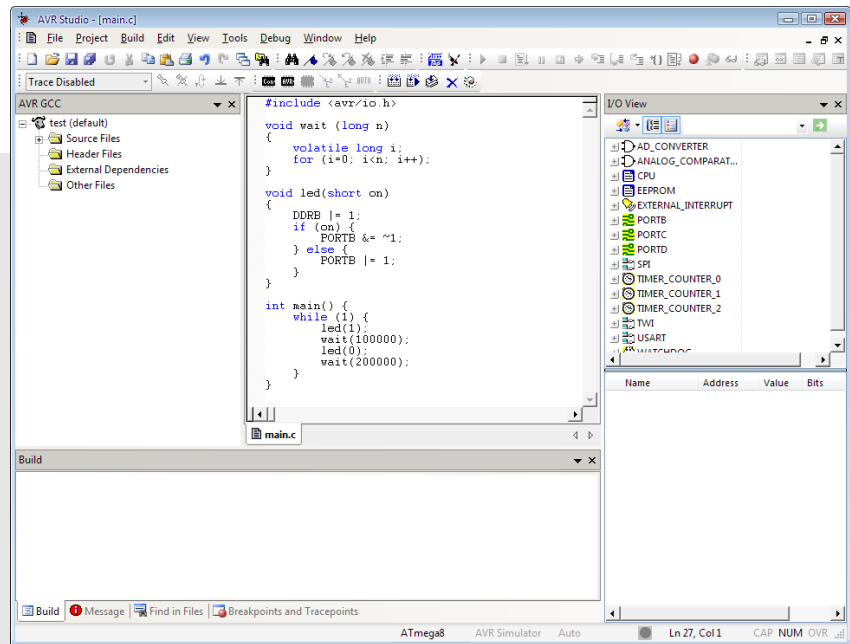 AVR Studio - [main.c]
File Project Build Edit View Tools Debug Window Help
Trace Disabled
AVR GCC
test (default)
Source Files
Header Files
External Dependencies
Other Files
#include <avr/io.h>
void wait (long n)
{
    volatile long i;
    for (i=0; i<n; i++);
}
void led(short on)
{
    DDRB |= 1;
    if (on) {
        PORTB &= ~1;
    } else {
        PORTB |= 1;
    }
}
int main() {
    while (1) {
        led(1);
        wait(100000);
        led(0);
        wait(200000);
    }
}
main.c
I/O View
AD_CONVERTER
ANALOG_COMPARAT...
CPU
EEPROM
EXTERNAL_INTERRUPT
PORTB
PORTC
PORTD
SPI
TIMER_COUNTER_0
TIMER_COUNTER_1
TIMER_COUNTER_2
TWI
USART
WATCHDOG
Name Address Value Bits
Build
Build Message Find in Files Breakpoints and Tracepoints
ATmega8 AVR Simulator Auto Ln 27, Col 1 CAP NUM OVR